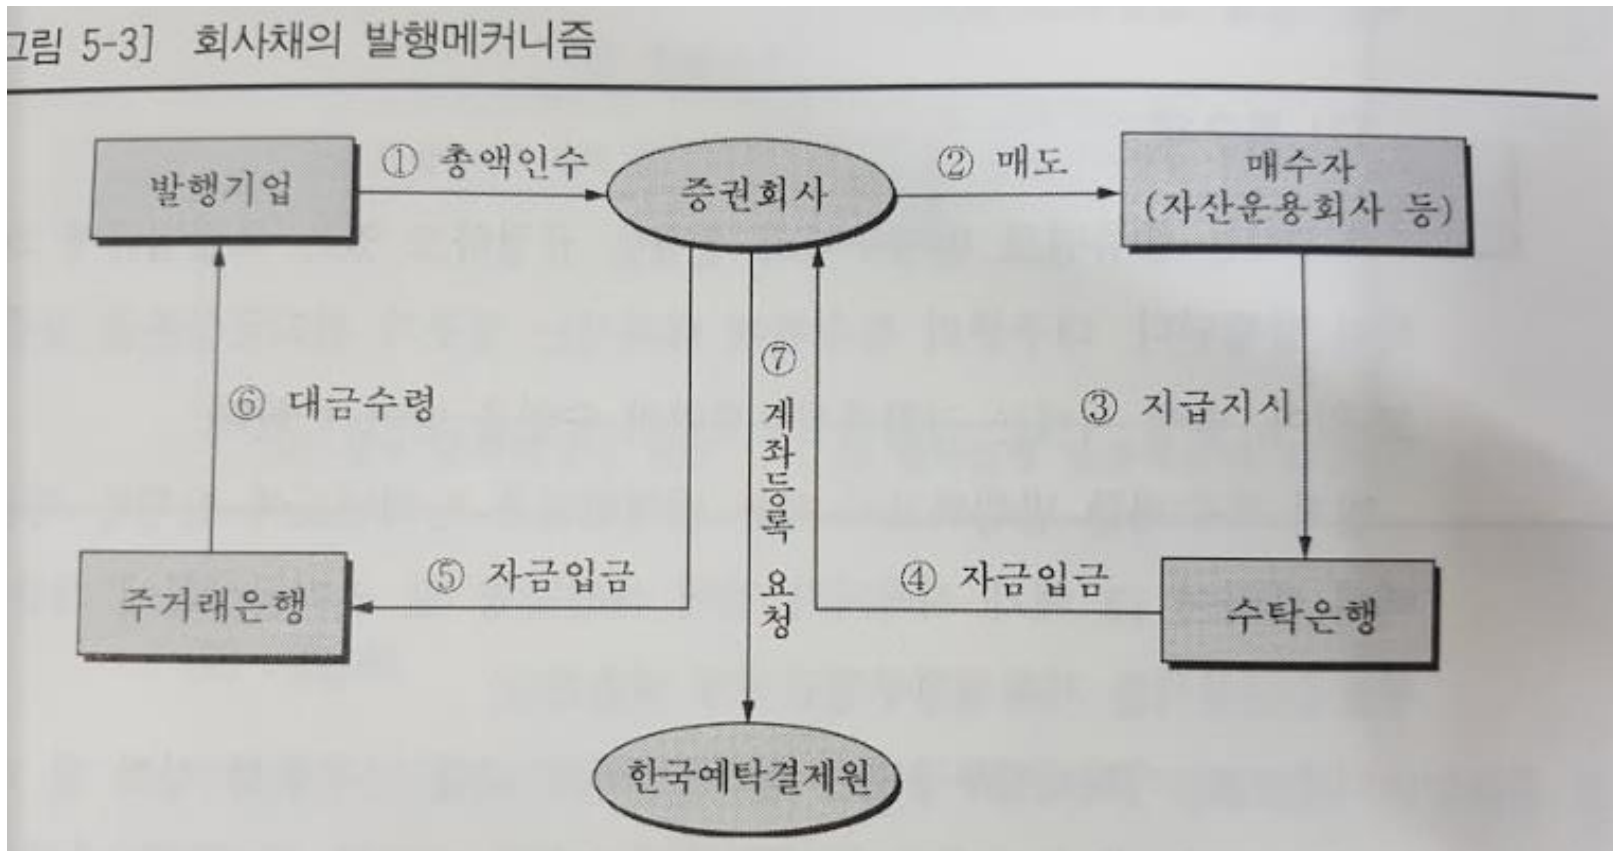 그림 5-3] 회사채의 발행메커니즘
발행기업
① 총액인수
증권회사
② 매도
매수자
(자산운용회사 등)
⑥ 대금수령
⑦ 계좌등록 요청
③ 지급지시
주거래은행
⑤ 자금입금
④ 자금입금
수탁은행
한국예탁결제원